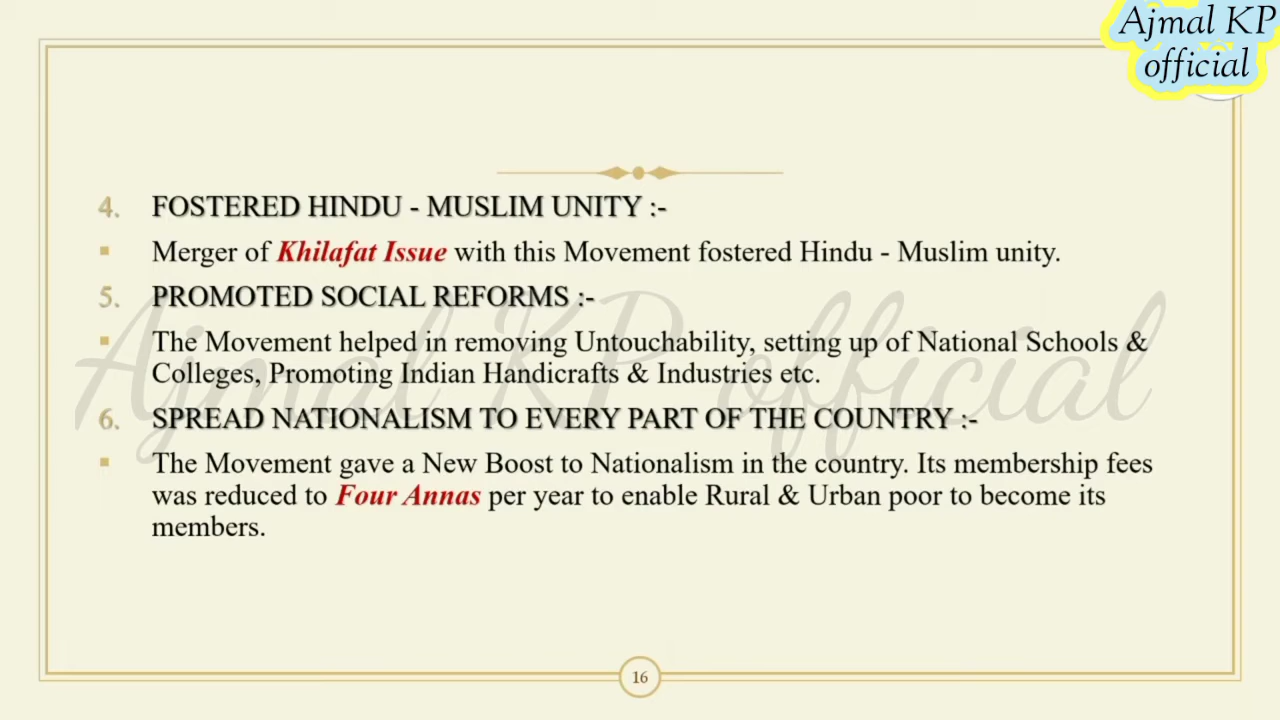 Ajmal KP
official
4. FOSTERED HINDU - MUSLIM UNITY :-
▪ Merger of Khilafat Issue with this Movement fostered Hindu - Muslim unity.
5. PROMOTED SOCIAL REFORMS :-
▪ The Movement helped in removing Untouchability, setting up of National Schools &
Colleges, Promoting Indian Handicrafts & Industries etc.
Ajmal KP official
6. SPREAD NATIONALISM TO EVERY PART OF THE COUNTRY :-
▪ The Movement gave a New Boost to Nationalism in the country. Its membership fees
was reduced to Four Annas per year to enable Rural & Urban poor to become its
members.
16